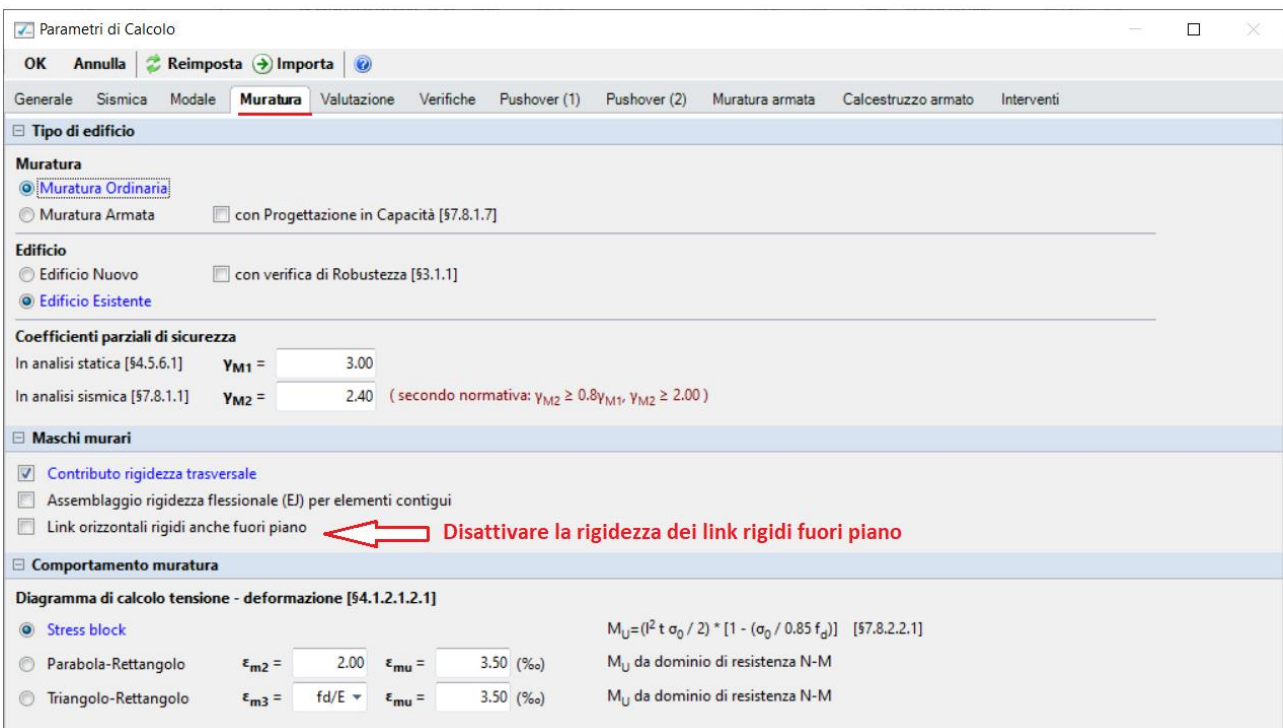 Parametri di Calcolo
OK Annulla Reimposta Importa
Generale Sismica Modale Muratura Valutazione Verifiche Pushover (1) Pushover (2) Muratura armata Calcestruzzo armato Interventi
Tipo di edificio
Muratura
Muratura Ordinaria
Muratura Armata con Progettazione in Capacità [§7.8.1.7]
Edificio
Edificio Nuovo con verifica di Robustezza [§3.1.1]
Edificio Esistente
Coefficienti parziali di sicurezza
In analisi statica [§4.5.6.1] γM1 = 3.00
In analisi sismica [§7.8.1.1] γM2 = 2.40 ( secondo normativa: γM2 ≥ 0.8γM1, γM2 ≥ 2.00 )
Maschi murari
Contributo rigidezza trasversale
Assemblaggio rigidezza flessionale (EJ) per elementi contigui
Link orizzontali rigidi anche fuori piano Disattivare la rigidezza dei link rigidi fuori piano
Comportamento muratura
Diagramma di calcolo tensione - deformazione [§4.1.2.1.2.1]
Stress block MU=(l² t σ0 / 2) * [1 - (σ0 / 0.85 fd)] [§7.8.2.2.1]
Parabola-Rettangolo εm2 = 2.00 εmu = 3.50 (‰) MU da dominio di resistenza N-M
Triangolo-Rettangolo εm3 = fd/E εmu = 3.50 (‰) MU da dominio di resistenza N-M